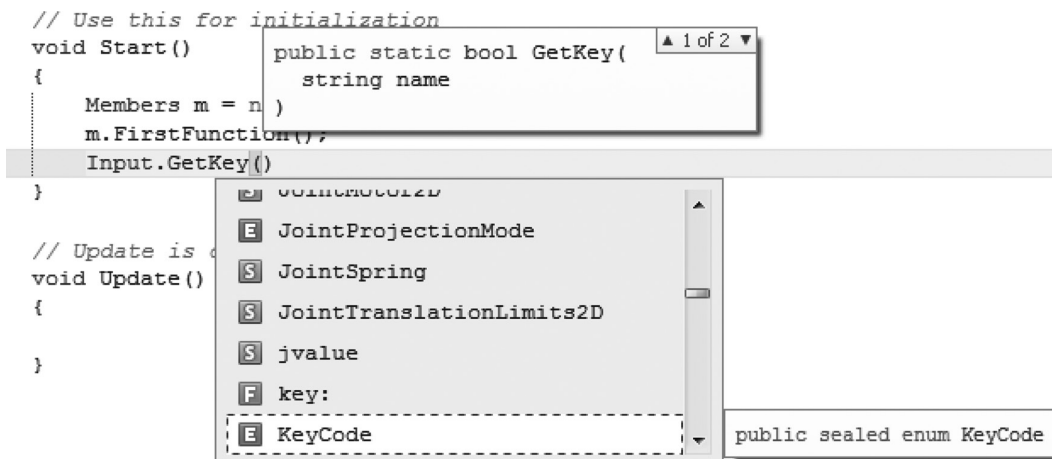 // Use this for initialization
void Start()
{
public static bool GetKey(
▲ 1 of 2 ▼
string name
)
Members m = n
m.FirstFunction();
Input.GetKey()
}
JointMotor2D
E JointProjectionMode
// Update is
S JointSpring
void Update()
{
S JointTranslationLimits2D
S jvalue
}
F key:
E KeyCode
public sealed enum KeyCode